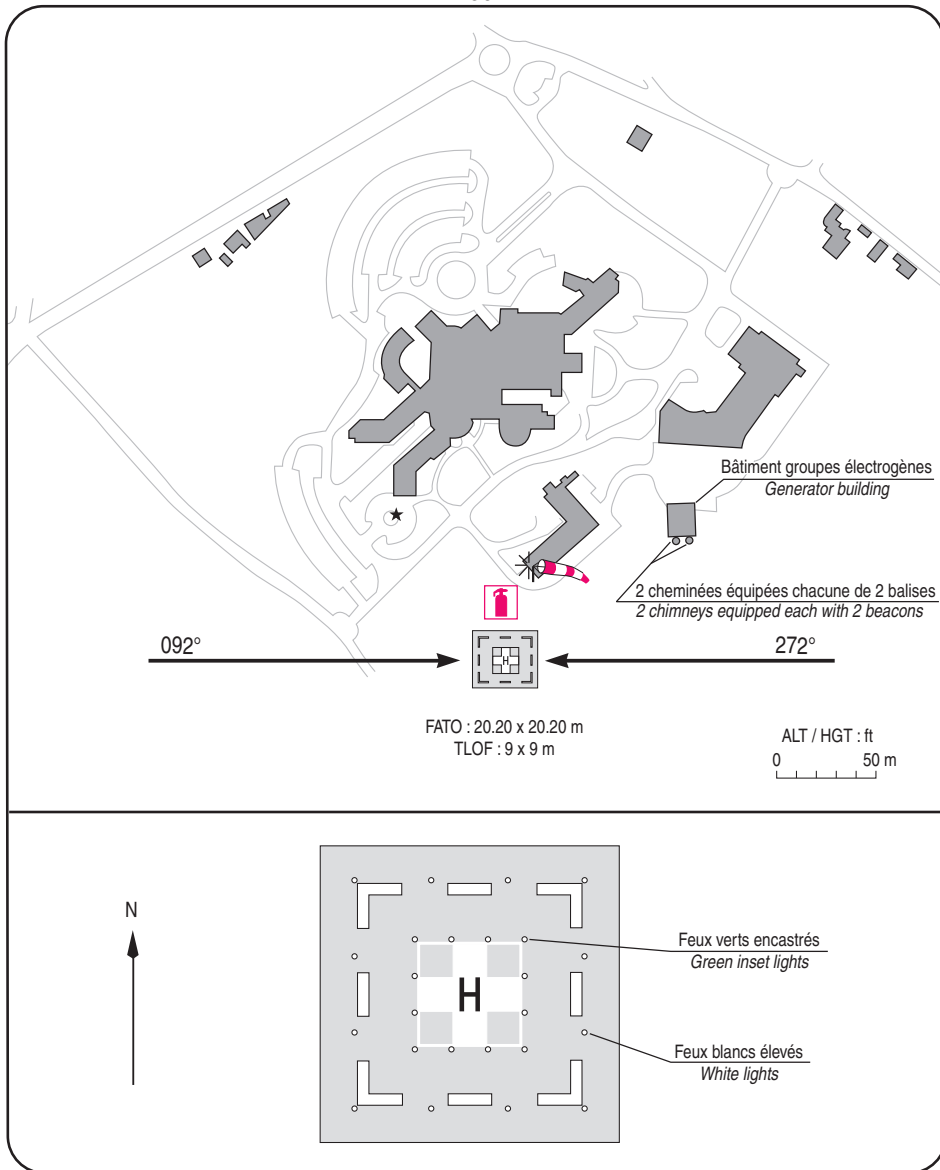 Bâtiment groupes électrogènes
Generator building
2 cheminées équipées chacune de 2 balises
2 chimneys equipped each with 2 beacons
092°
272°
H
FATO : 20.20 x 20.20 m
TLOF : 9 x 9 m
ALT / HGT : ft
0 50 m
N
Feux verts encastrés
Green inset lights
H
Feux blancs élevés
White lights